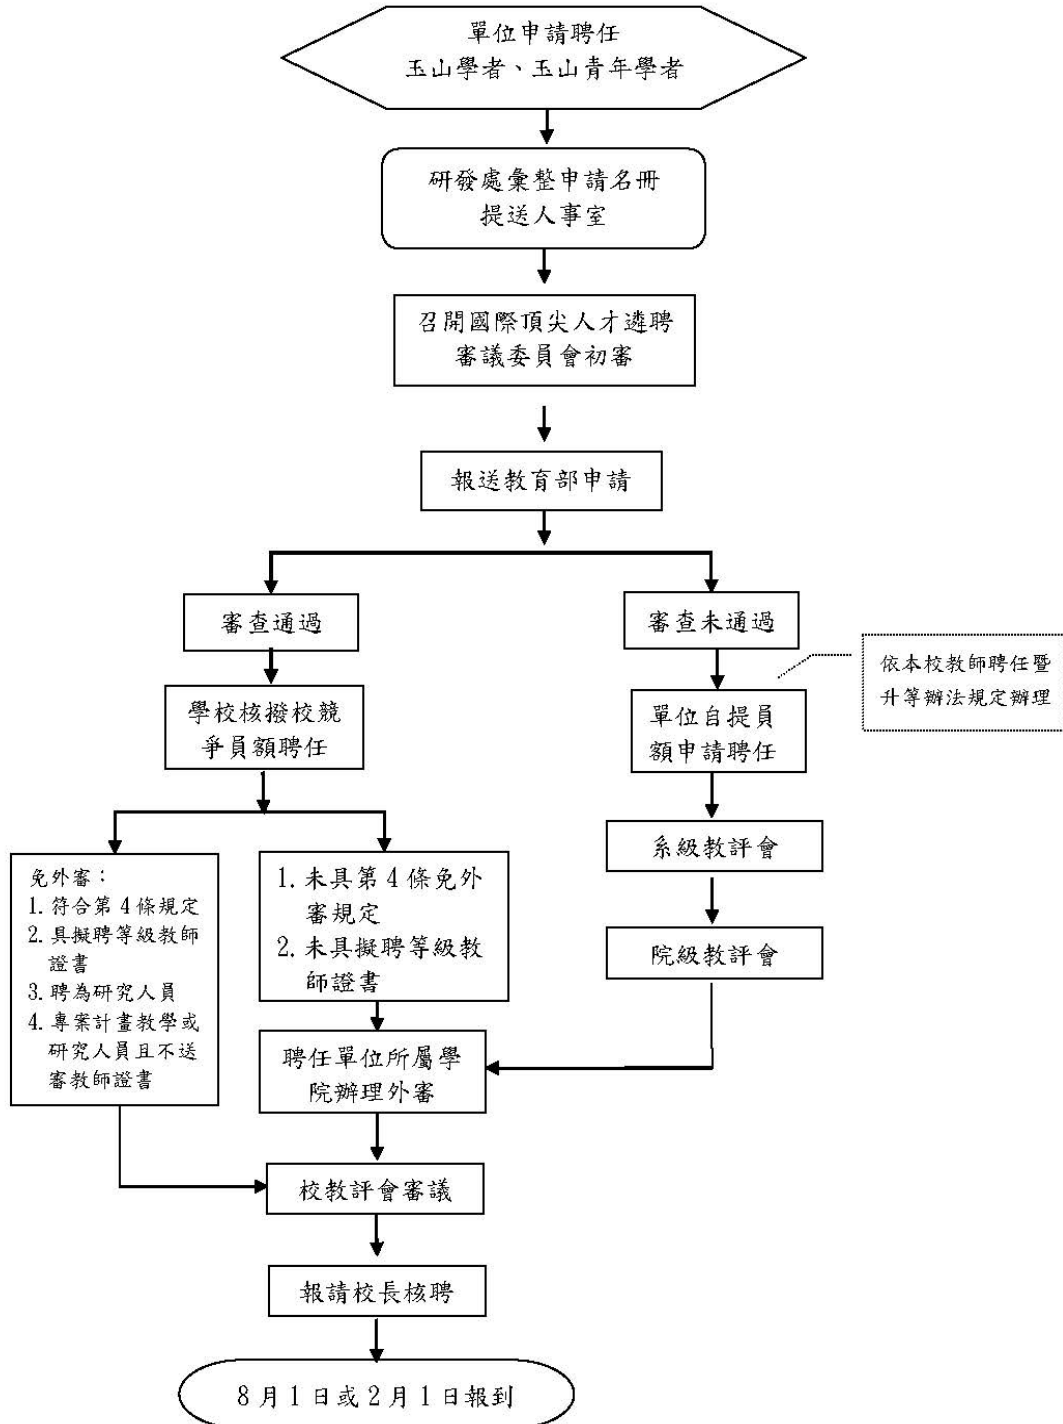 單位申請聘任
玉山學者、玉山青年學者
研發處彙整申請名冊
提送人事室
召開國際頂尖人才遴聘
審議委員會初審
報送教育部申請
審查通過
審查未通過
依本校教師聘任暨
升等辦法規定辦理
學校核撥校競
爭員額聘任
單位自提員
額申請聘任
系級教評會
院級教評會
免外審：
1. 符合第 4 條規定
2. 具擬聘等級教師
證書
3. 聘為研究人員
4. 專案計畫教學或
研究人員且不送
審教師證書
1. 未具第 4 條免外
審規定
2. 未具擬聘等級教
師證書
聘任單位所屬學
院辦理外審
校教評會審議
報請校長核聘
8 月 1 日或 2 月 1 日報到